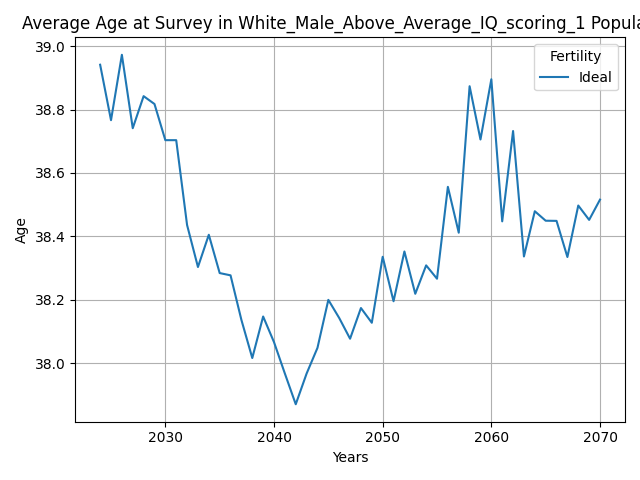 Average Age at Survey in White_Male_Above_Average_IQ_scoring_1 Popula
Fertility
Ideal
39.0
38.8
38.6
38.4
38.2
38.0
Age
2030 2040 2050 2060 2070
Years